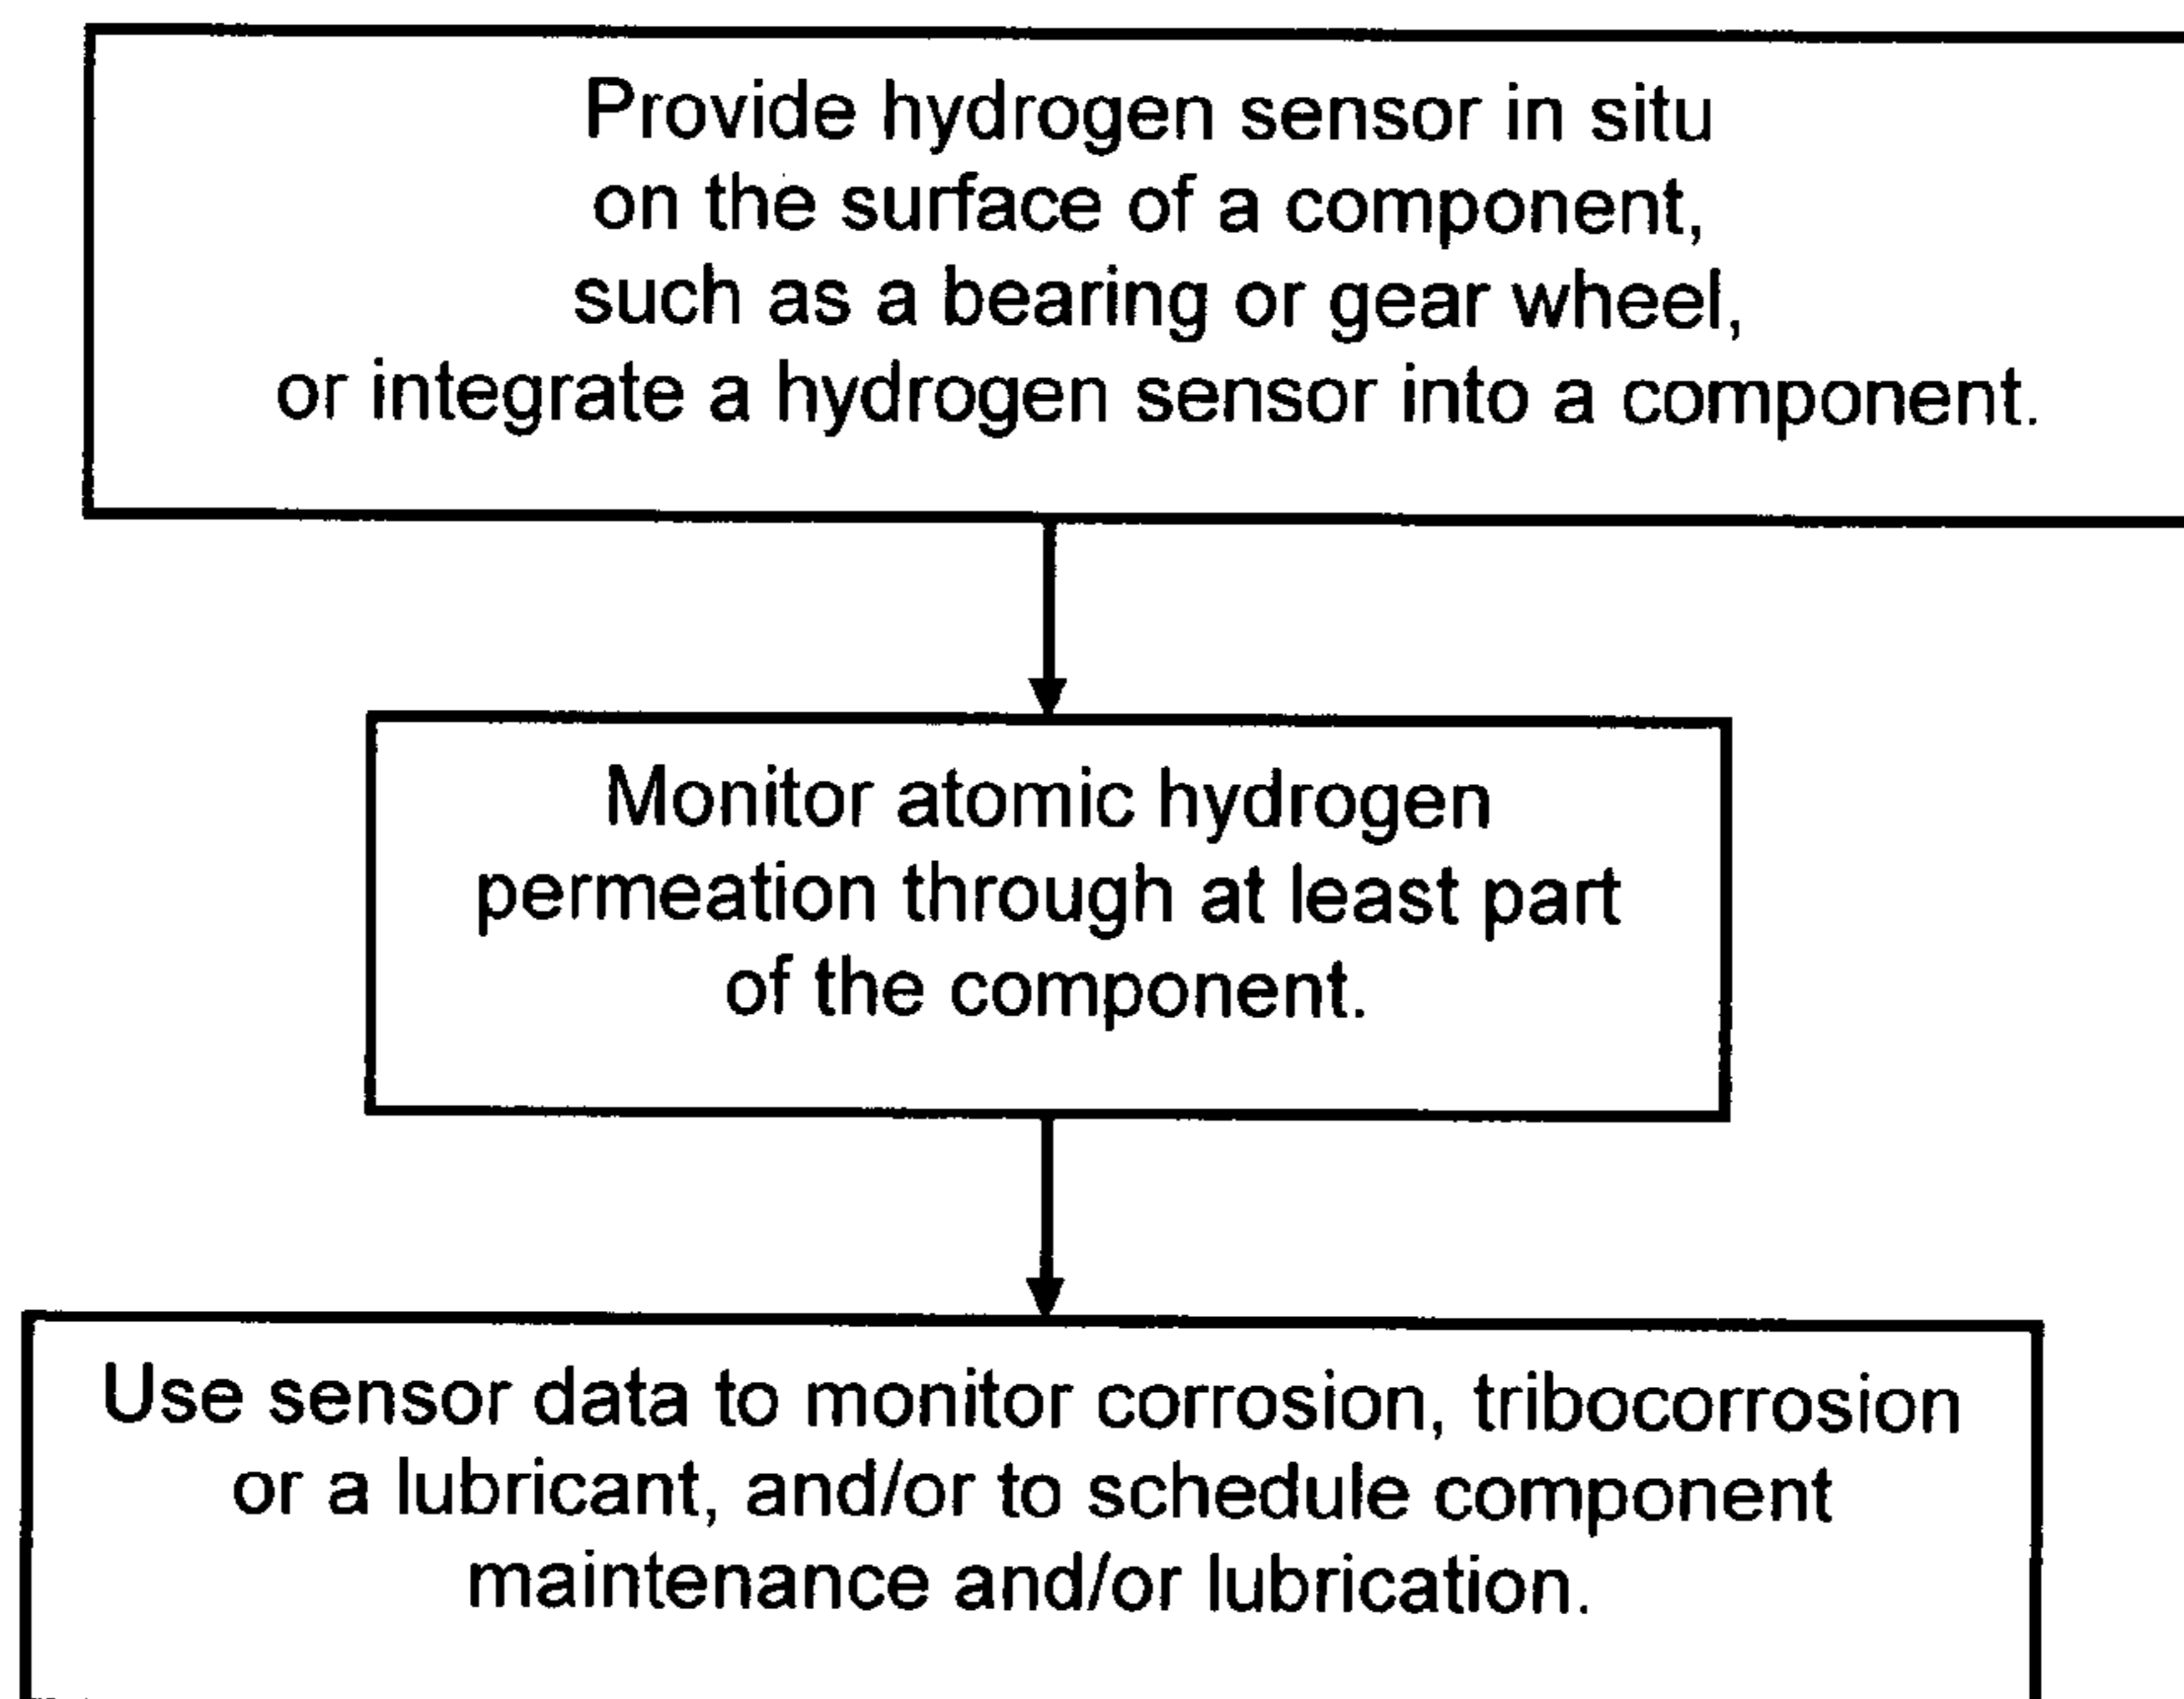 Provide hydrogen sensor in situ
on the surface of a component,
such as a bearing or gear wheel,
or integrate a hydrogen sensor into a component.
Monitor atomic hydrogen
permeation through at least part
of the component.
Use sensor data to monitor corrosion, tribocorrosion
or a lubricant, and/or to schedule component
maintenance and/or lubrication.